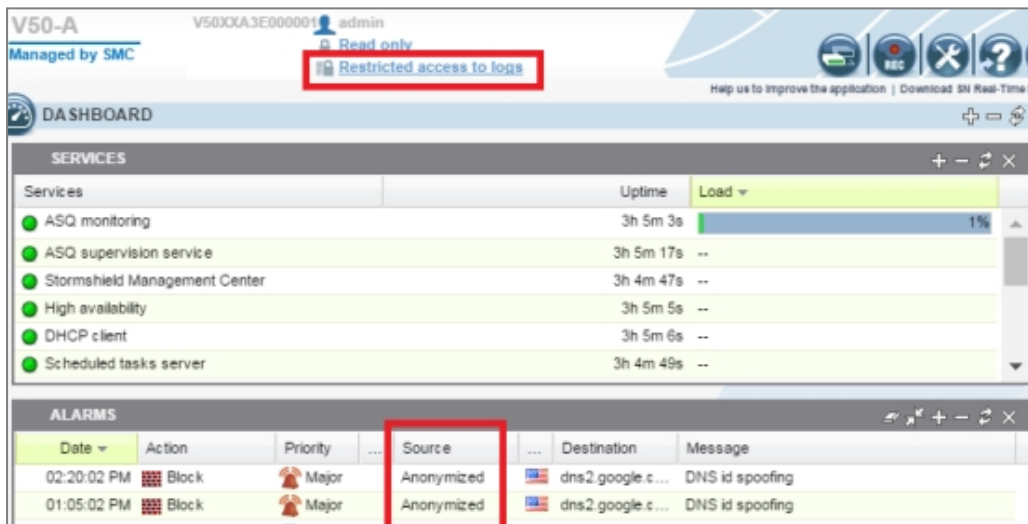 V50-A V50XXA3E000001 admin
Managed by SMC Read only
Restricted access to logs
REC
Help us to improve the application | Download SN Real-Time
DASHBOARD
SERVICES
Services Uptime Load
ASQ monitoring 3h 5m 3s 1%
ASQ supervision service 3h 5m 17s --
Stormshield Management Center 3h 4m 47s --
High availability 3h 5m 5s --
DHCP client 3h 5m 6s --
Scheduled tasks server 3h 4m 49s --
ALARMS
Date Action Priority ... Source ... Destination Message
02:20:02 PM Block Major Anonymized dns2.google.c... DNS id spoofing
01:05:02 PM Block Major Anonymized dns2.google.c... DNS id spoofing